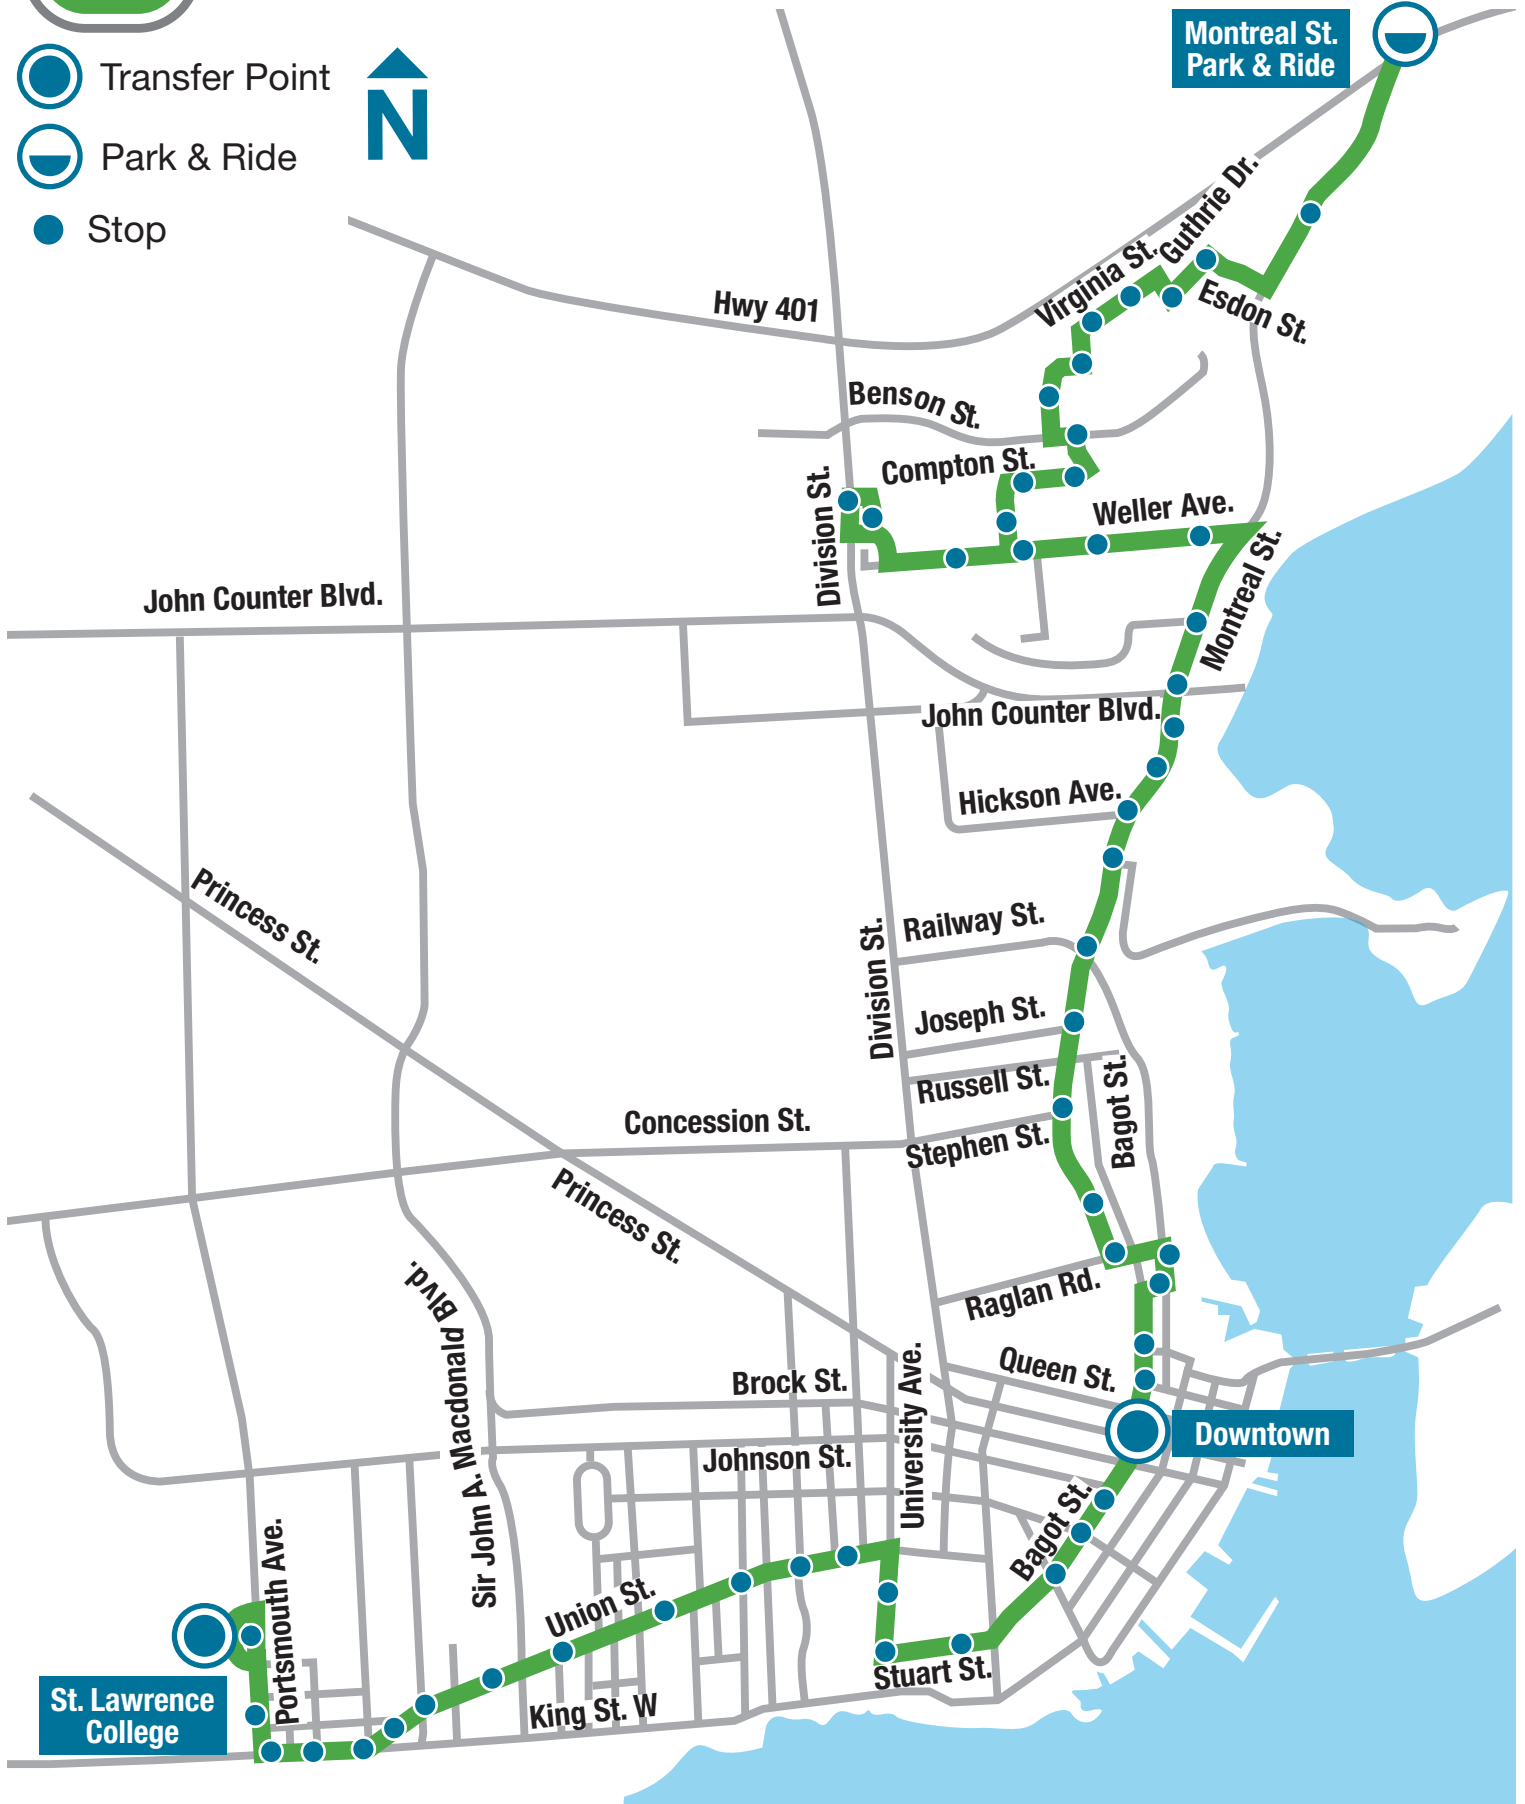 Montreal St.
Park & Ride
Transfer Point
N
Park & Ride
Stop
Guthrie Dr.
Virginia St.
Esdon St.
Hwy 401
Benson St.
Compton St.
Division St.
Weller Ave.
Montreal St.
John Counter Blvd.
John Counter Blvd.
Hickson Ave.
Princess St.
Railway St.
Division St.
Joseph St.
Russell St.
Bagot St.
Concession St.
Stephen St.
Princess St.
Raglan Rd.
Sir John A. Macdonald Blvd.
Queen St.
Brock St.
University Ave.
Downtown
Johnson St.
Bagot St.
Portsmouth Ave.
Union St.
Stuart St.
St. Lawrence
College
King St. W